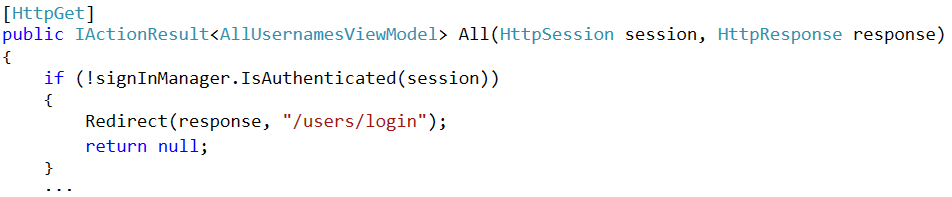 [HttpGet]
public IActionResult<AllUsernamesViewModel> All(HttpSession session, HttpResponse response)
{
    if (!signInManager.IsAuthenticated(session))
    {
        Redirect(response, "/users/login");
        return null;
    }
    ...